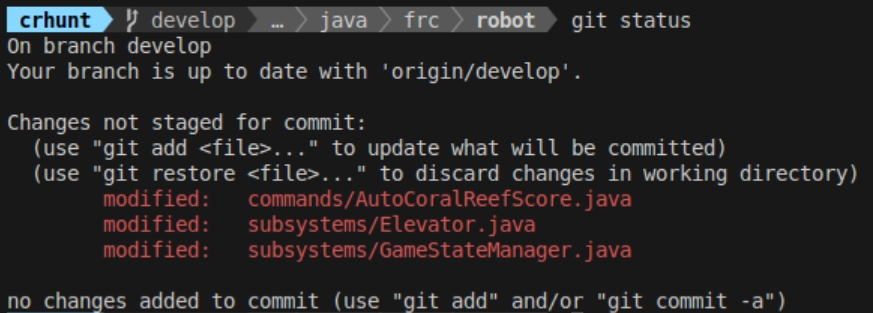 crhunt develop … java frc robot git status
On branch develop
Your branch is up to date with 'origin/develop'.
Changes not staged for commit:
(use "git add <file>..." to update what will be committed)
(use "git restore <file>..." to discard changes in working directory)
modified: commands/AutoCoralReefScore.java
modified: subsystems/Elevator.java
modified: subsystems/GameStateManager.java
no changes added to commit (use "git add" and/or "git commit -a")